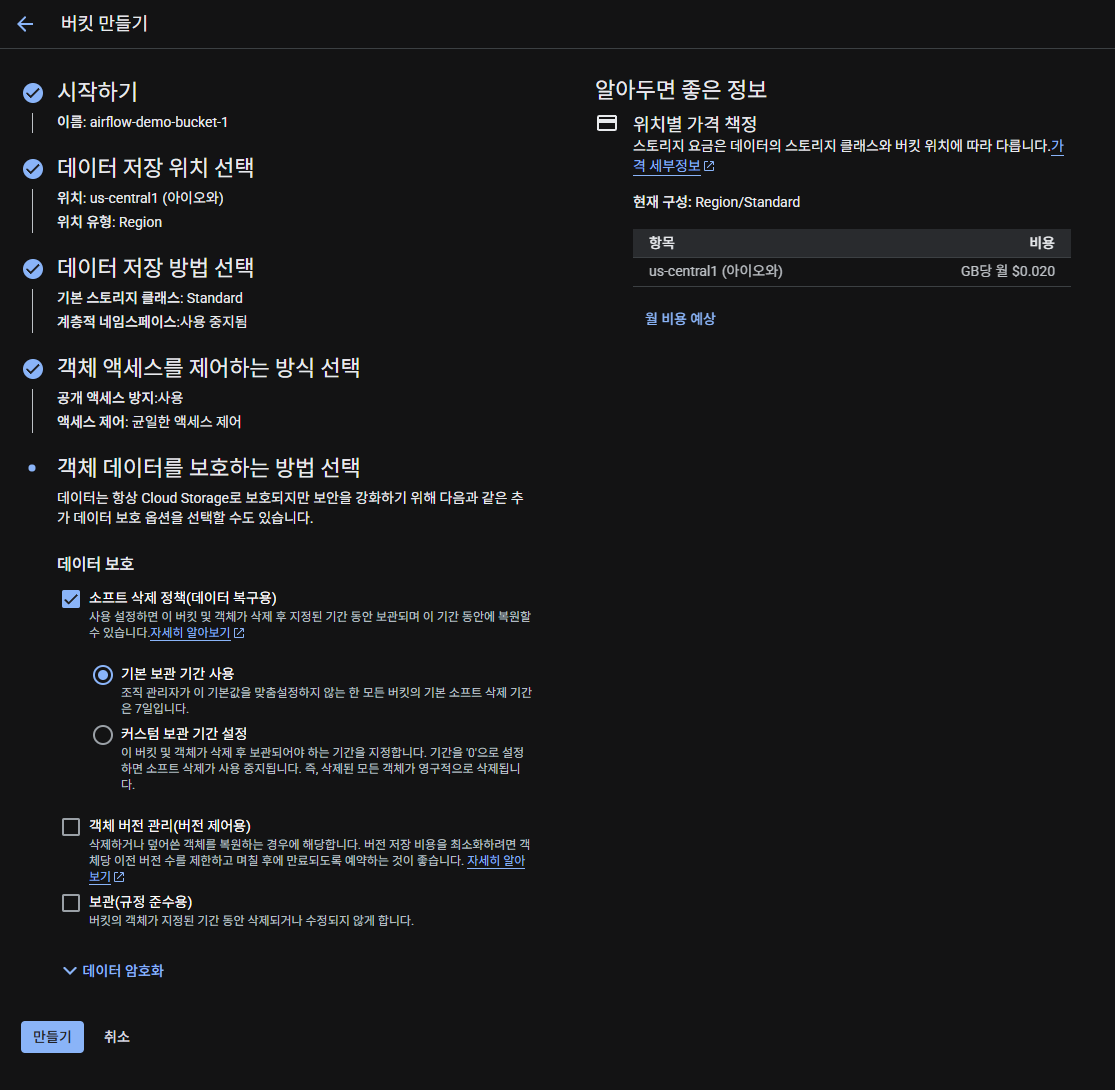 버킷 만들기
시작하기
이름: airflow-demo-bucket-1
데이터 저장 위치 선택
위치: us-central1 (아이오와)
위치 유형: Region
데이터 저장 방법 선택
기본 스토리지 클래스: Standard
계층적 네임스페이스:사용 중지됨
객체 액세스를 제어하는 방식 선택
공개 액세스 방지:사용
액세스 제어: 균일한 액세스 제어
객체 데이터를 보호하는 방법 선택
데이터는 항상 Cloud Storage로 보호되지만 보안을 강화하기 위해 다음과 같은 추
가 데이터 보호 옵션을 선택할 수도 있습니다.
데이터 보호
소프트 삭제 정책(데이터 복구용)
사용 설정하면 이 버킷 및 객체가 삭제 후 지정된 기간 동안 보관되며 이 기간 동안에 복원할
수 있습니다.자세히 알아보기
기본 보관 기간 사용
조직 관리자가 이 기본값을 맞춤설정하지 않는 한 모든 버킷의 기본 소프트 삭제 기간
은 7일입니다.
커스텀 보관 기간 설정
이 버킷 및 객체가 삭제 후 보관되어야 하는 기간을 지정합니다. 기간을 '0'으로 설정
하면 소프트 삭제가 사용 중지됩니다. 즉, 삭제된 모든 객체가 영구적으로 삭제됩니
다.
객체 버전 관리(버전 제어용)
삭제하거나 덮어쓴 객체를 복원하는 경우에 해당합니다. 버전 저장 비용을 최소화하려면 객
체당 이전 버전 수를 제한하고 며칠 후에 만료되도록 예약하는 것이 좋습니다. 자세히 알아
보기
보관(규정 준수용)
버킷의 객체가 지정된 기간 동안 삭제되거나 수정되지 않게 합니다.
데이터 암호화
만들기
취소
알아두면 좋은 정보
위치별 가격 책정
스토리지 요금은 데이터의 스토리지 클래스와 버킷 위치에 따라 다릅니다.가
격 세부정보
현재 구성: Region/Standard
항목 비용
us-central1 (아이오와) GB당 월 $0.020
월 비용 예상